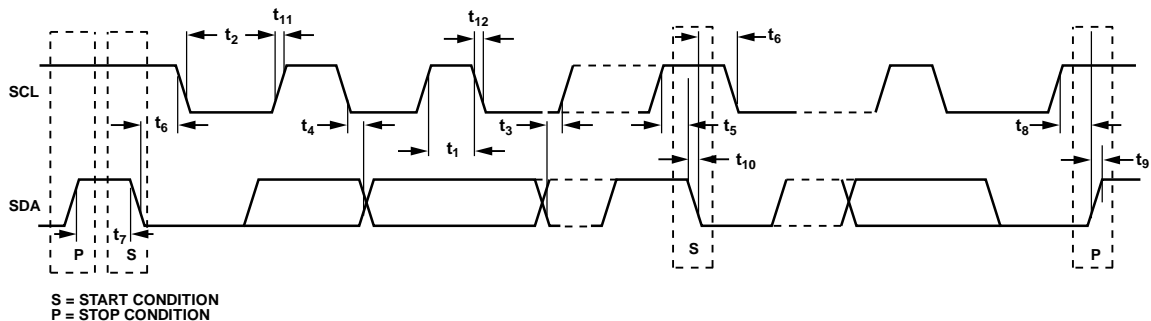 t11 t12
t2 t6
SCL
t6 t4 t3 t5 t8
t1 t10 t9
SDA
t7
P S S P
S = START CONDITION
P = STOP CONDITION